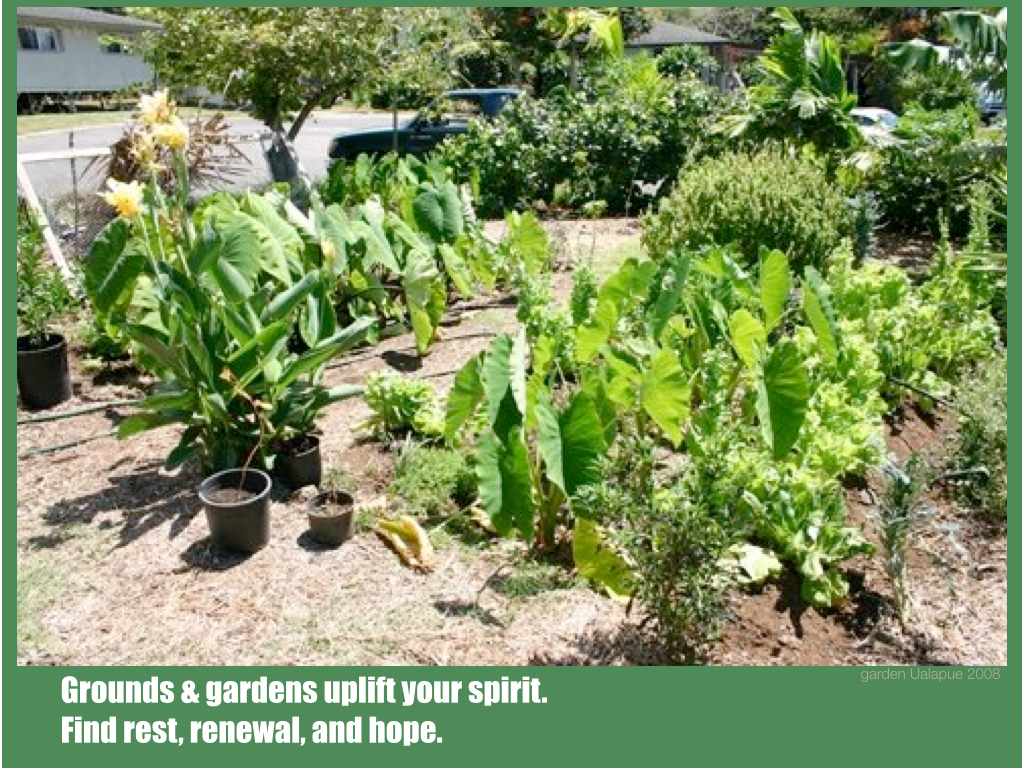 garden Ualapue 2008
Grounds & gardens uplift your spirit.
Find rest, renewal, and hope.